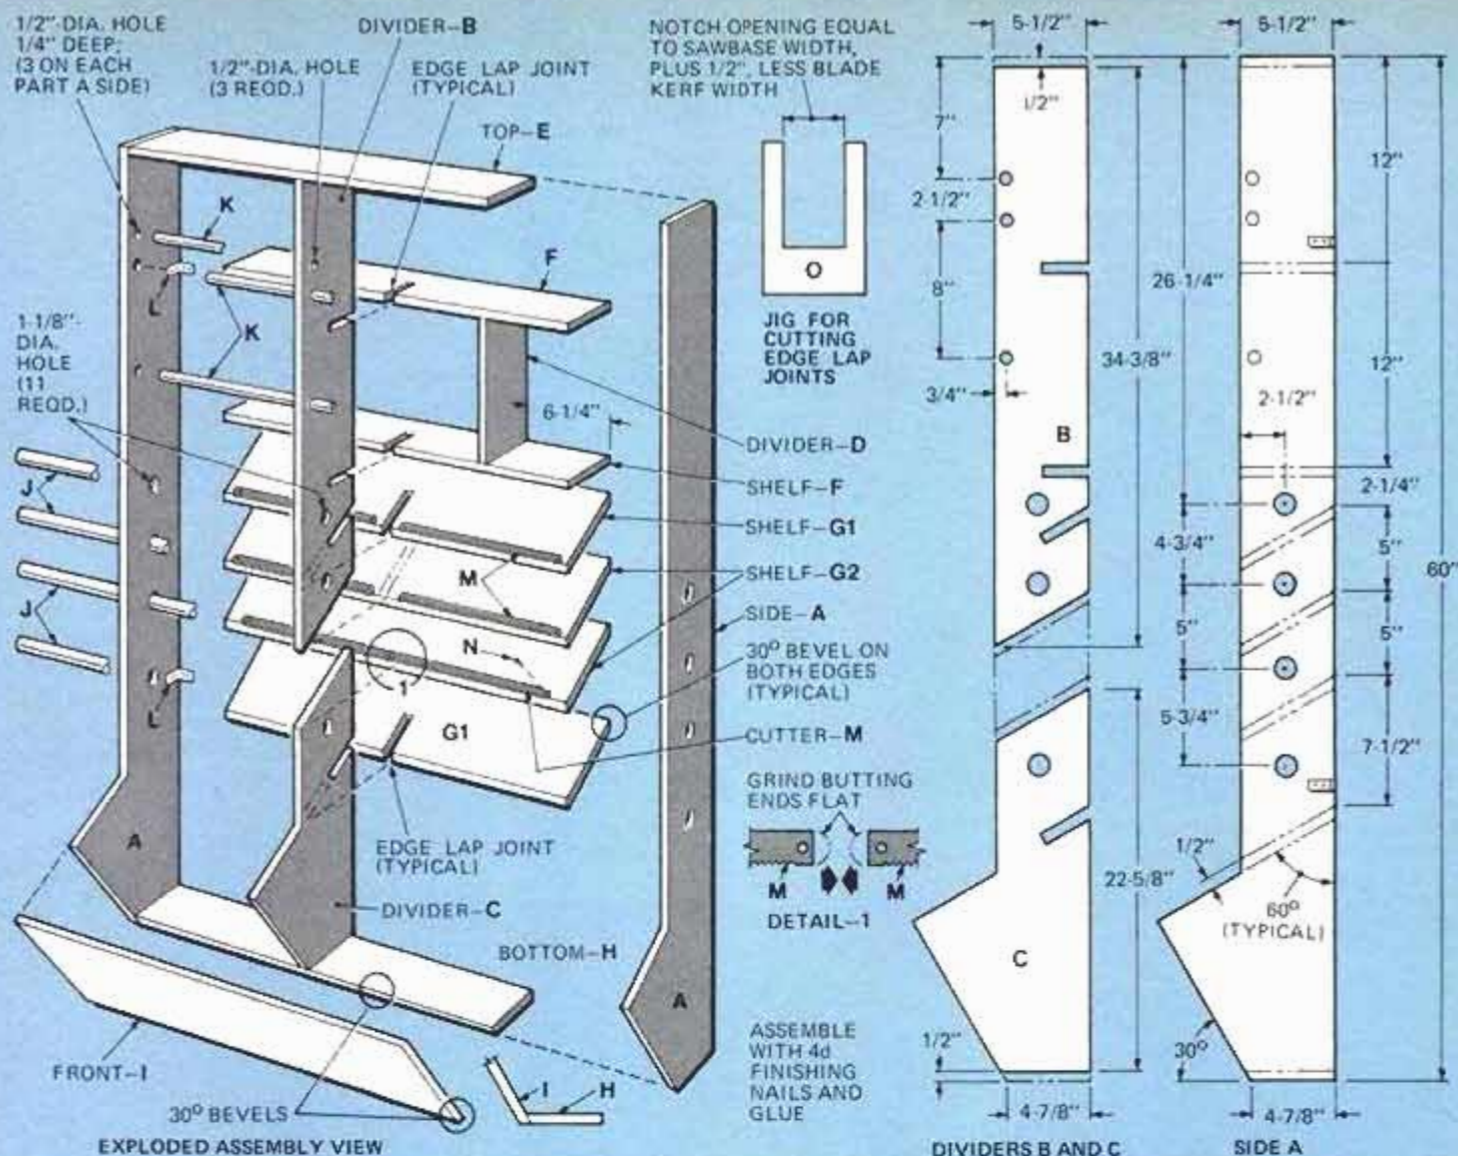 1/2"-DIA. HOLE
1/4" DEEP;
(3 ON EACH
PART A SIDE)
DIVIDER-B
1/2"-DIA. HOLE
(3 REQD.)
EDGE LAP JOINT
(TYPICAL)
TOP-E
K
L
K
F
1-1/8"-
DIA.
HOLE
(11
REQD.)
6-1/4"
DIVIDER-D
SHELF-F
SHELF-G1
SHELF-G2
SIDE-A
J
J
M
N
1
L
G1
30° BEVEL ON
BOTH EDGES
(TYPICAL)
CUTTER-M
A
EDGE LAP JOINT
(TYPICAL)
DIVIDER-C
BOTTOM-H
A
FRONT-I
30° BEVELS
I
H
EXPLODED ASSEMBLY VIEW
NOTCH OPENING EQUAL
TO SAWBASE WIDTH,
PLUS 1/2", LESS BLADE
KERF WIDTH
O
JIG FOR
CUTTING
EDGE LAP
JOINTS
GRIND BUTTING
ENDS FLAT
M
M
DETAIL-1
ASSEMBLE
WITH 4d
FINISHING
NAILS AND
GLUE
5-1/2"
1/2"
7"
2-1/2"
8"
3/4"
34-3/8"
B
22-5/8"
C
1/2"
4-7/8"
DIVIDERS B AND C
5-1/2"
12"
26-1/4"
12"
2-1/2"
2-1/4"
4-3/4"
5"
60"
5"
5"
5-3/4"
7-1/2"
1/2"
60°
(TYPICAL)
30°
4-7/8"
SIDE A